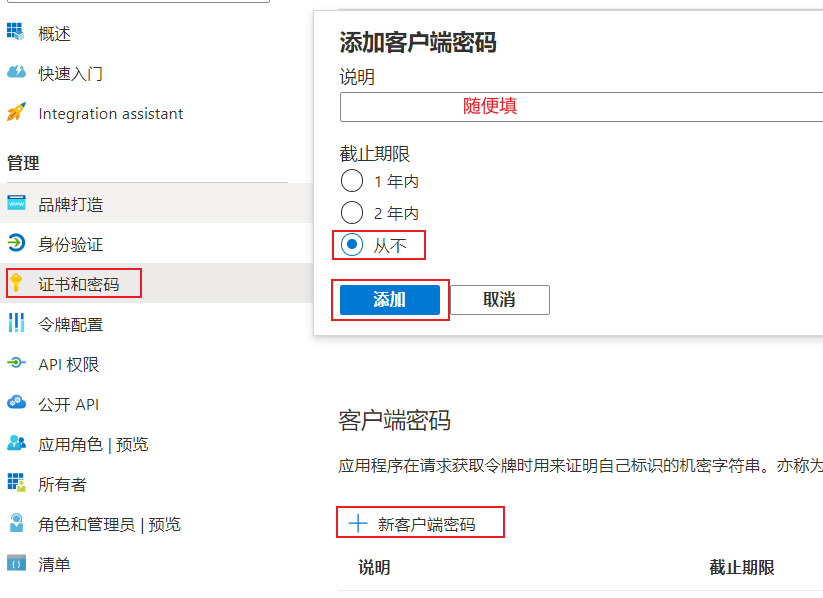 概述
快速入门
Integration assistant
管理
品牌打造
身份验证
证书和密码
令牌配置
API 权限
公开 API
应用角色 | 预览
所有者
角色和管理员 | 预览
清单
添加客户端密码
说明
随便填
截止期限
1 年内
2 年内
从不
添加 取消
客户端密码
应用程序在请求获取令牌时用来证明自己标识的机密字符串。亦称为
新客户端密码
说明 截止期限